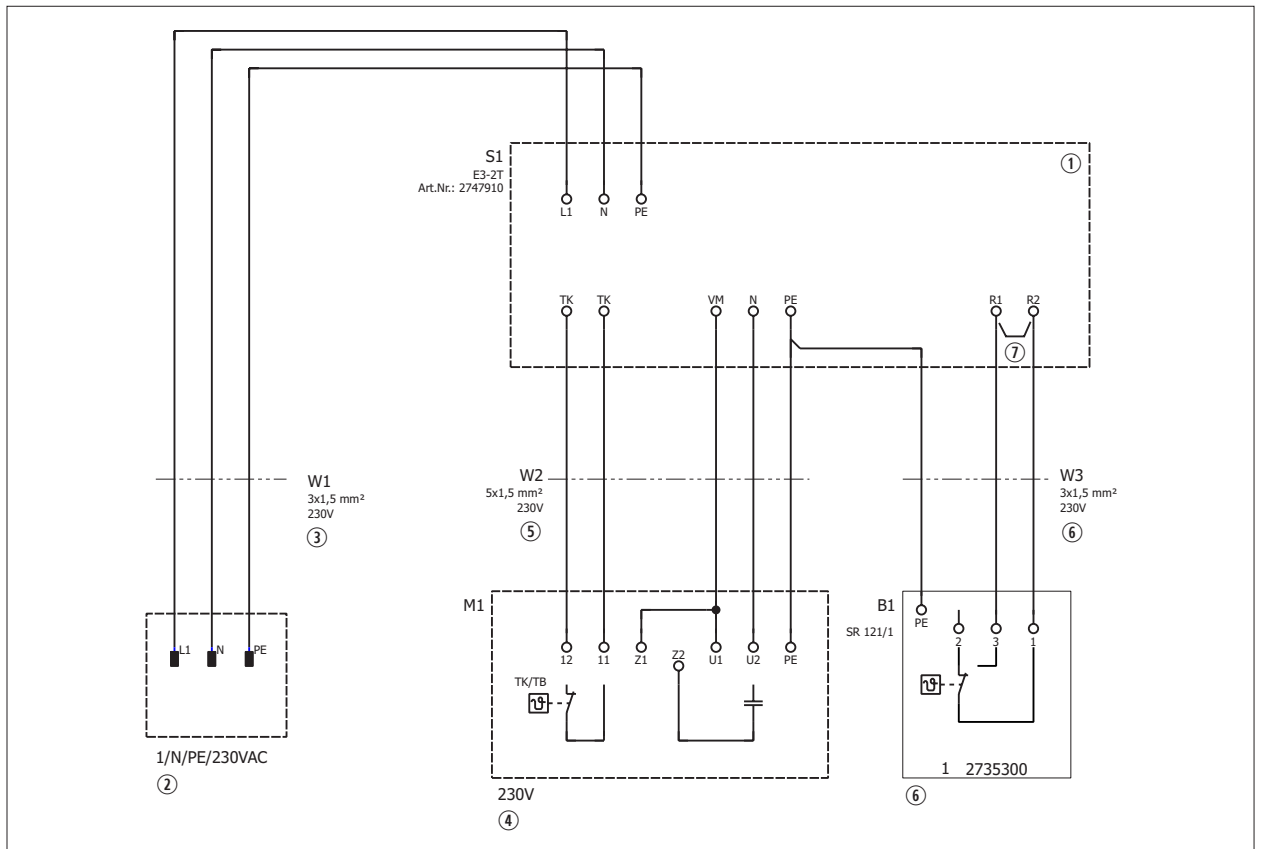 S1
E3-2T
Art.Nr.: 2747910
①
L1 N PE
TK TK VM N PE R1 R2
⑦
W1
3x1,5 mm²
230V
③
W2
5x1,5 mm²
230V
⑤
W3
3x1,5 mm²
230V
⑥
L1 N PE
1/N/PE/230VAC
②
M1
12 11 Z1 Z2 U1 U2 PE
TK/TB
ϑ
230V
④
B1
SR 121/1
PE
2 3 1
ϑ
1 2735300
⑥